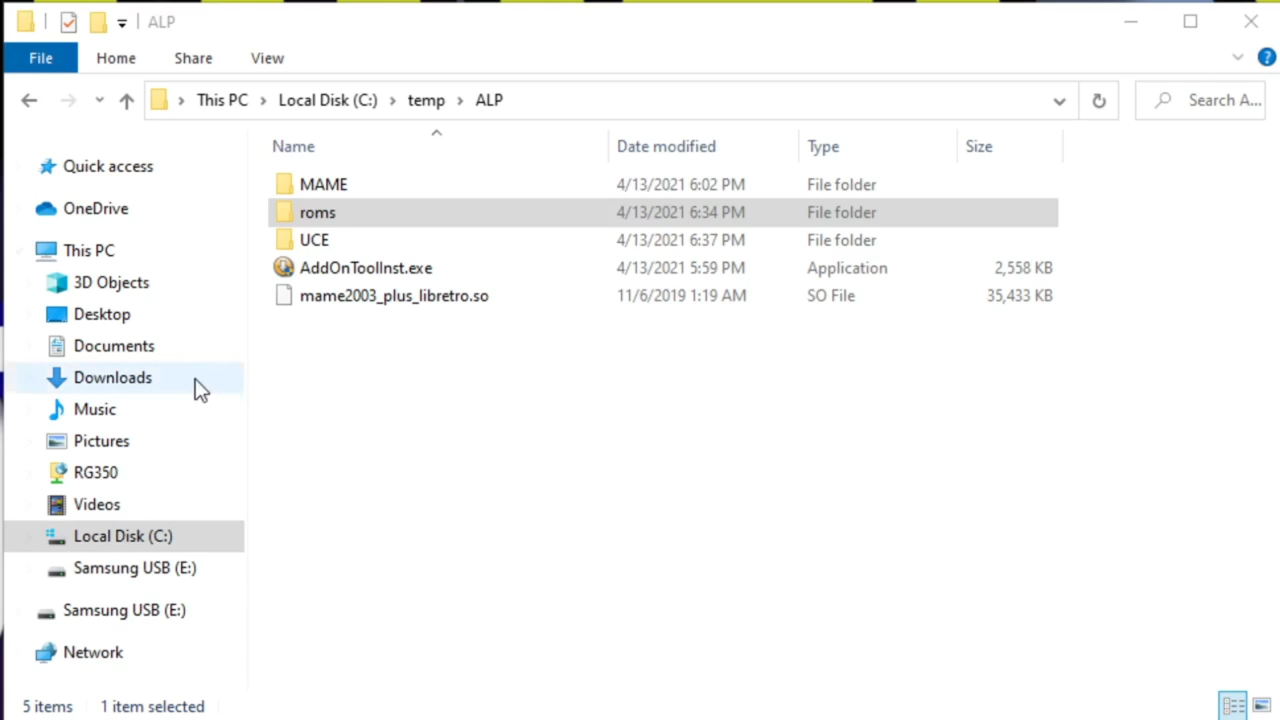 ALP
File Home Share View
This PC Local Disk (C:) temp ALP Search A...
Name Date modified Type Size
Quick access
OneDrive
This PC
3D Objects
Desktop
Documents
Downloads
Music
Pictures
RG350
Videos
Local Disk (C:)
Samsung USB (E:)
Samsung USB (E:)
Network
MAME 4/13/2021 6:02 PM File folder
roms 4/13/2021 6:34 PM File folder
UCE 4/13/2021 6:37 PM File folder
AddOnToolInst.exe 4/13/2021 5:59 PM Application 2,558 KB
mame2003_plus_libretro.so 11/6/2019 1:19 AM SO File 35,433 KB
5 items 1 item selected